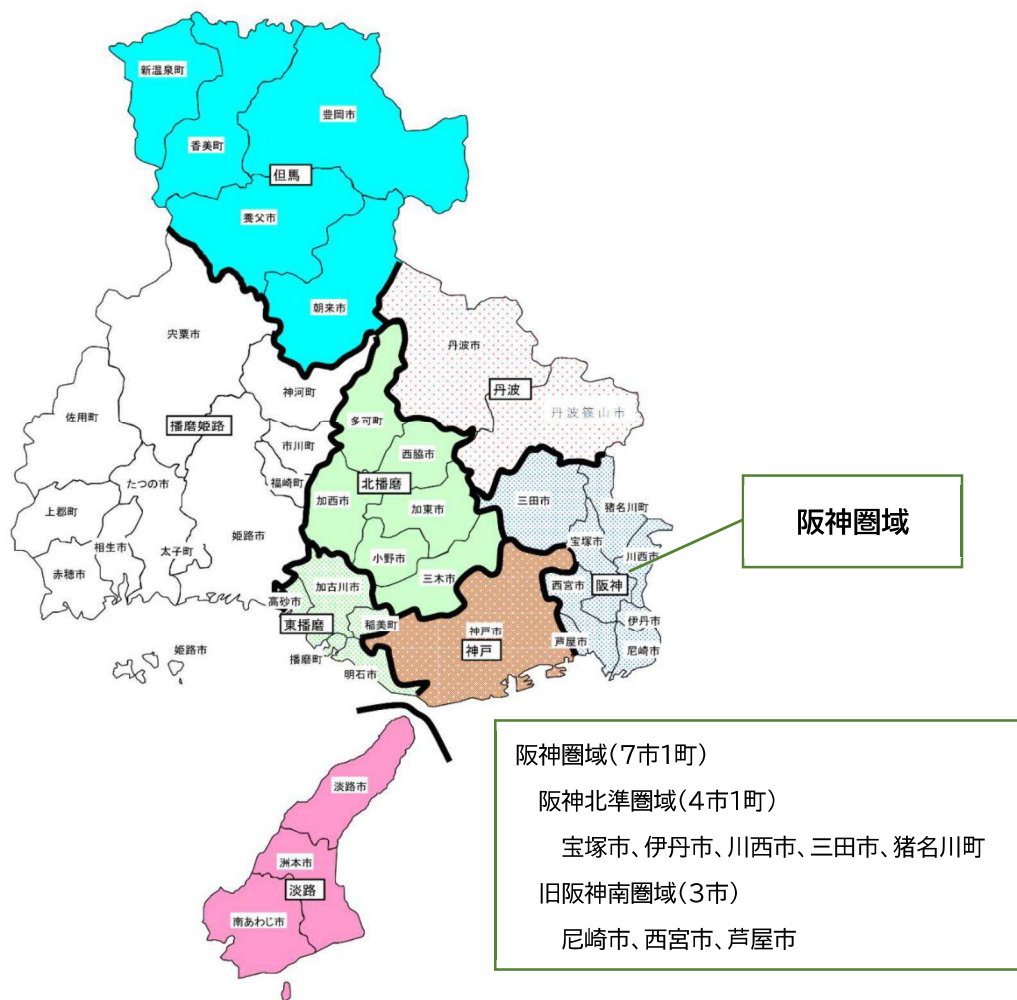 新温泉町
豊岡市
香美町
但馬
養父市
朝来市
宍粟市
丹波市
神河町
丹波
佐用町
丹波篠山市
多可町
播磨姫路
市川町
西脇市
たつの市
福崎町
北播磨
加西市
加東市
三田市
猪名川町
上郡町
相生市
太子町
姫路市
宝塚市
川西市
小野市
赤穂市
三木市
加古川市
西宮市
阪神
高砂市
東播磨
稲美町
神戸市
伊丹市
芦屋市
姫路市
神戸
尼崎市
播磨町
明石市
阪神圏域
淡路市
洲本市
淡路
南あわじ市
阪神圏域(7市1町)
阪神北準圏域(4市1町)
宝塚市、伊丹市、川西市、三田市、猪名川町
旧阪神南圏域(3市)
尼崎市、西宮市、芦屋市